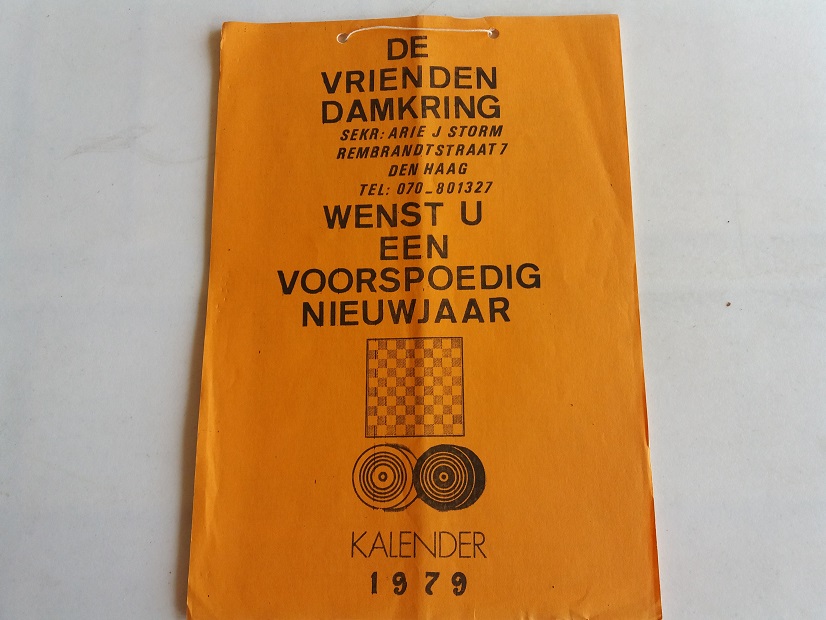 DE
VRIENDEN
DAMKRING
SEKR: ARIE J STORM
REMBRANDTSTRAAT 7
DEN HAAG
TEL: 070_801327
WENST U
EEN
VOORSPOEDIG
NIEUWJAAR
KALENDER
1979